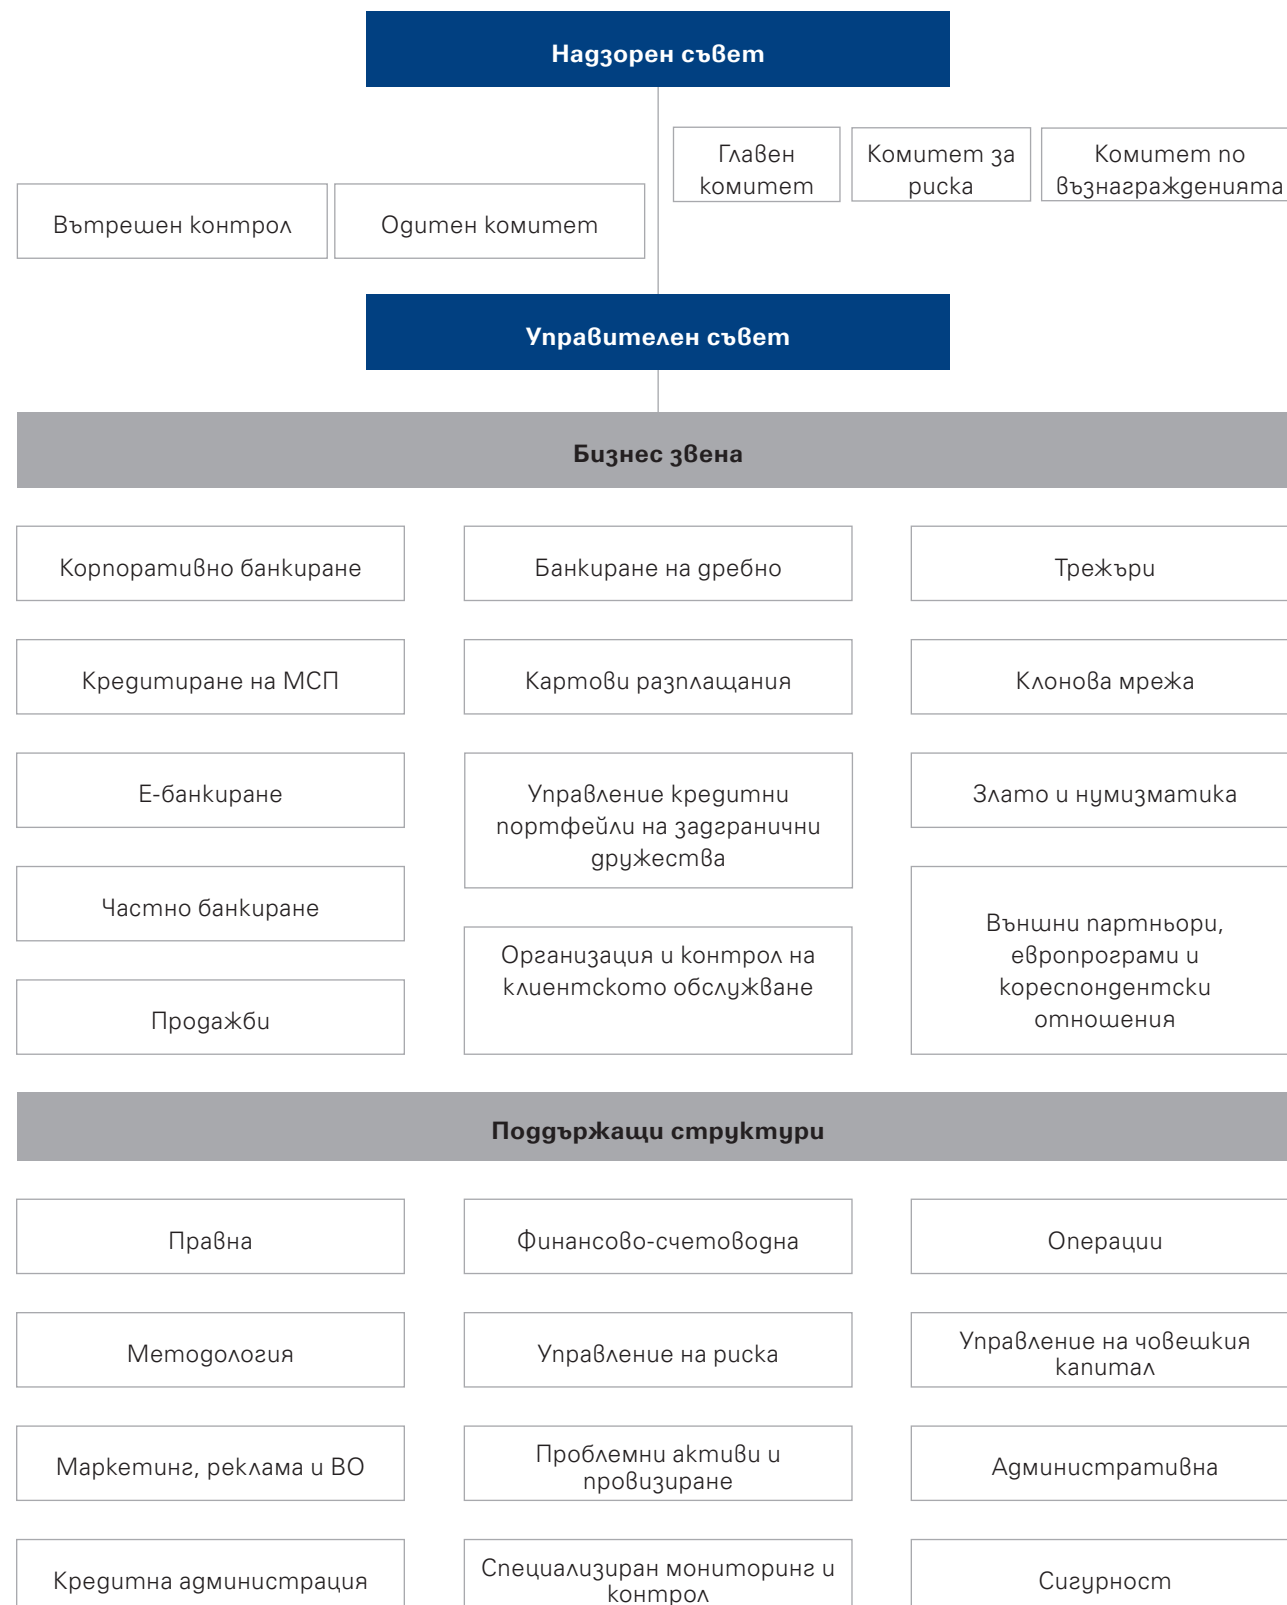 Надзорен съвет
Главен
комитет
Комитет за
риска
Комитет по
възнагражденията
Вътрешен контрол
Одитен комитет
Управителен съвет
Бизнес звена
Корпоративно банкиране
Банкиране на дребно
Трежъри
Кредитиране на МСП
Картови разплащания
Клонова мрежа
Е-банкиране
Управление кредитни
портфейли на задгранични
дружества
Злато и нумизматика
Частно банкиране
Организация и контрол на
клиентското обслужване
Външни партньори,
европрограми и
кореспондентски
отношения
Продажби
Поддържащи структури
Правна
Финансово-счетоводна
Операции
Методология
Управление на риска
Управление на човешкия
капитал
Маркетинг, реклама и ВО
Проблемни активи и
провизиране
Административна
Кредитна администрация
Специализиран мониторинг и
контрол
Сигурност